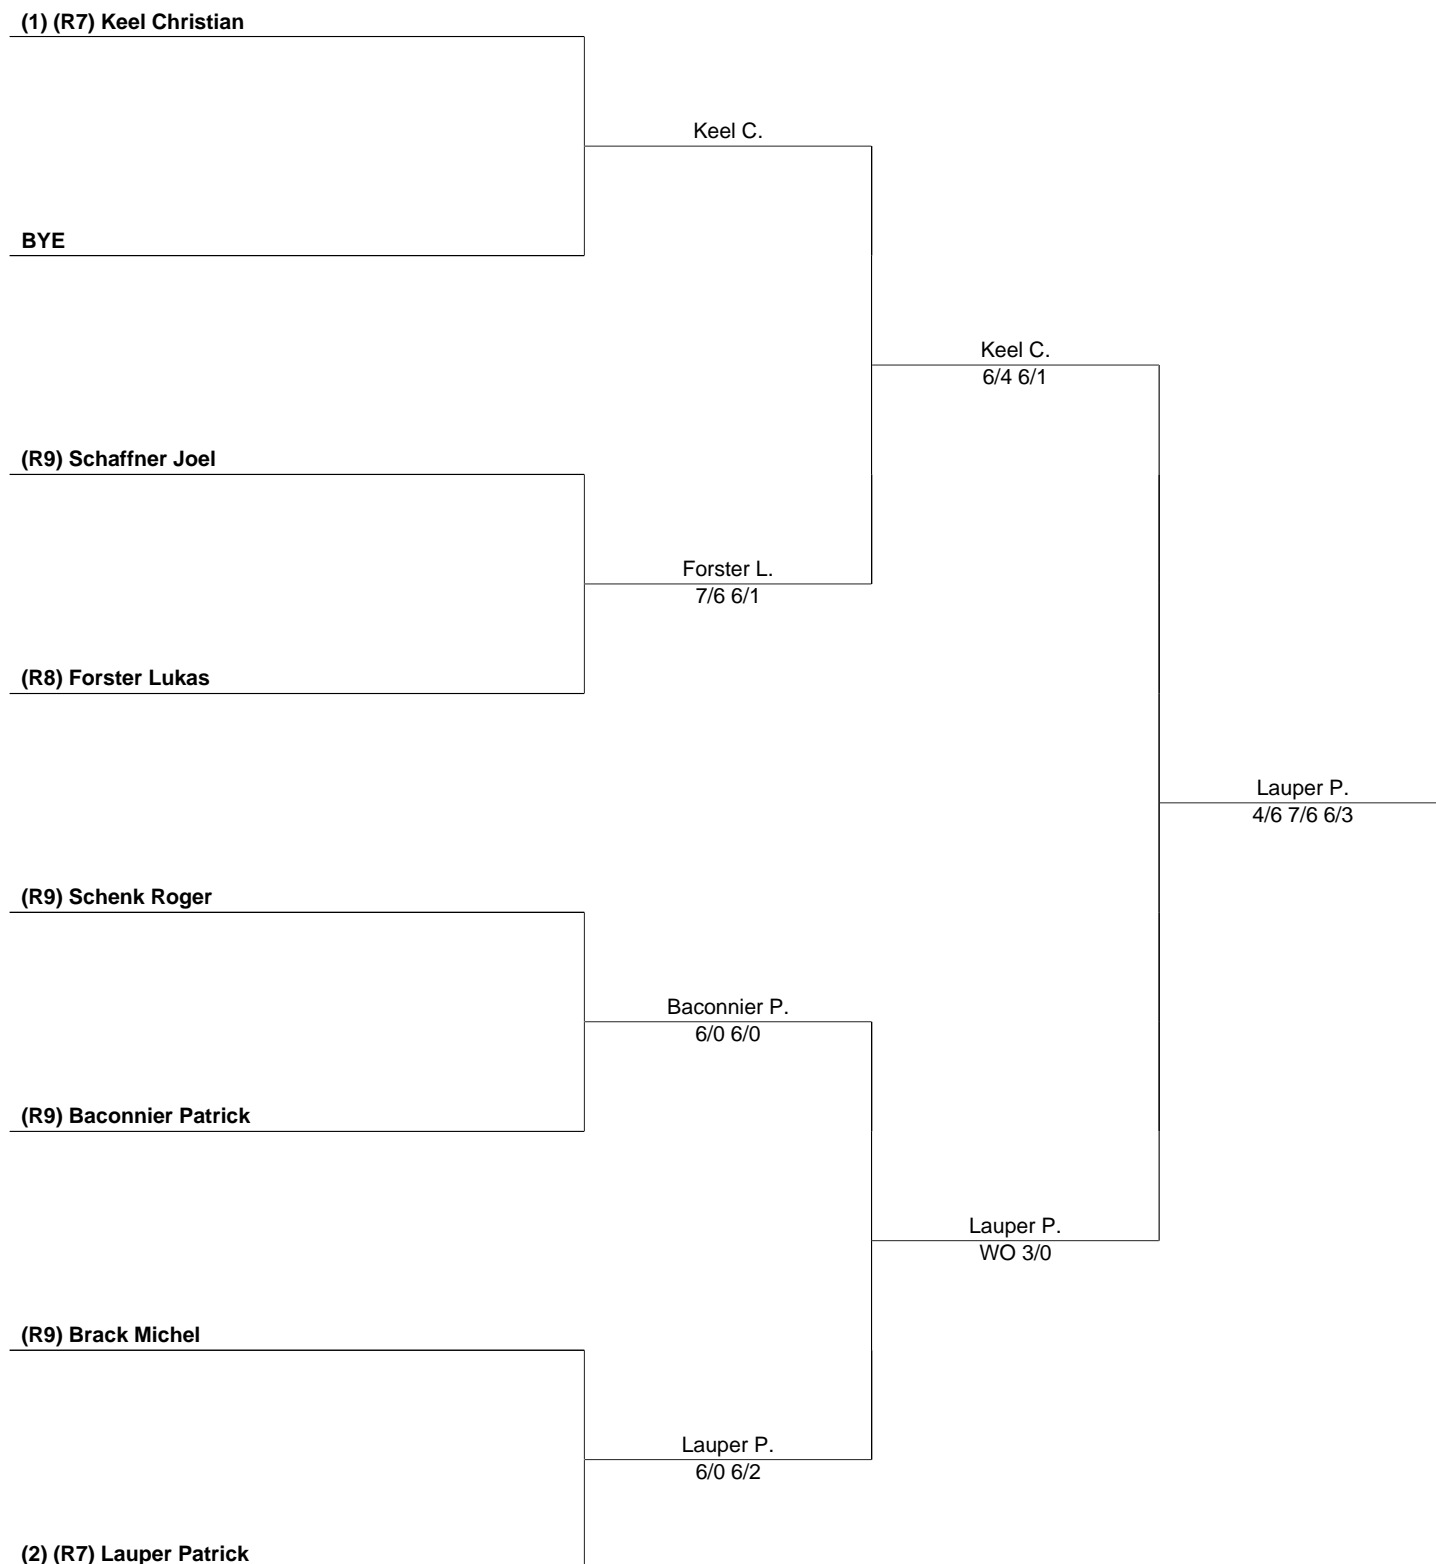 (1) (R7) Keel Christian
Keel C.
BYE
Keel C.
6/4 6/1
(R9) Schaffner Joel
Forster L.
7/6 6/1
(R8) Forster Lukas
Lauper P.
4/6 7/6 6/3
(R9) Schenk Roger
Baconnier P.
6/0 6/0
(R9) Baconnier Patrick
Lauper P.
WO 3/0
(R9) Brack Michel
Lauper P.
6/0 6/2
(2) (R7) Lauper Patrick